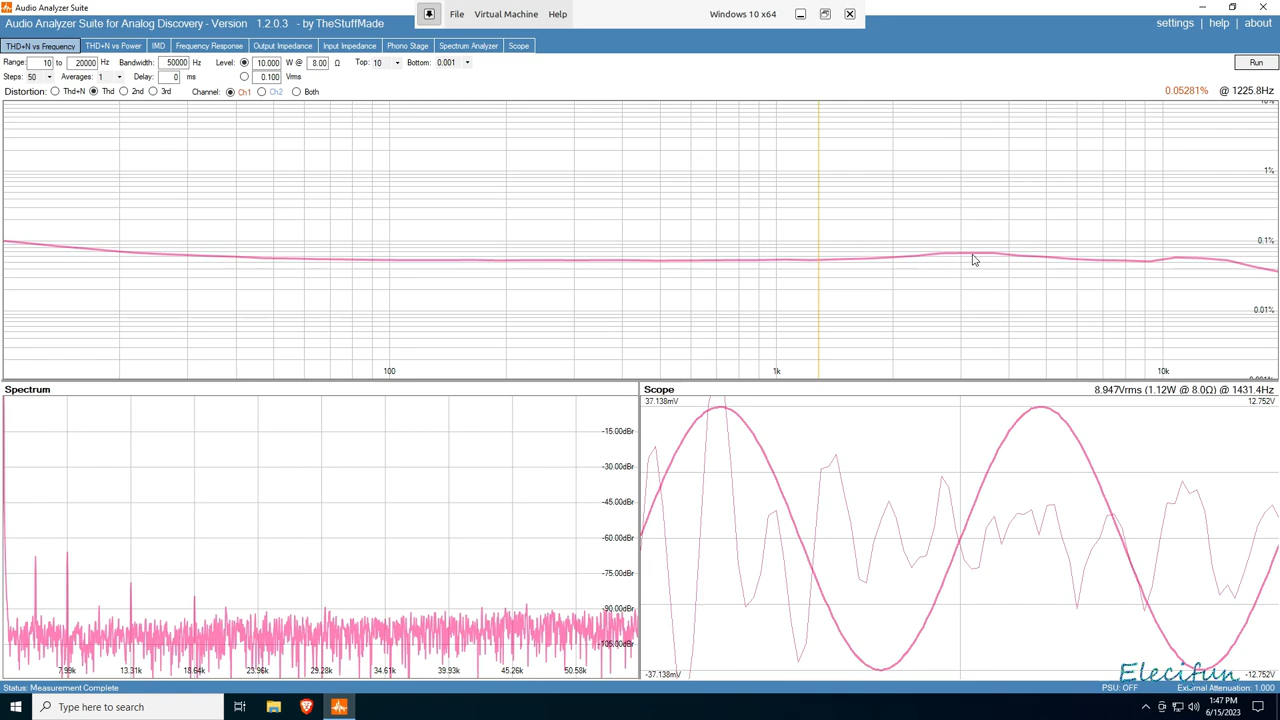 Audio Analyzer Suite
Audio Analyzer Suite for Analog Discovery - Version 1.2.0.3 - by TheStuffMade
File Virtual Machine Help Windows 10 x64
settings | help | about
THD+N vs Frequency THD+N vs Power IMD Frequency Response Output Impedance Input Impedance Phono Stage Spectrum Analyzer Scope
Range: 10 to 20000 Hz Bandwidth: 50000 Hz Level: 10.000 W @ 8.00 Ω Top: 10 Bottom: 0.001 Run
Steps: 50 Averages: 1 Delay: 0 ms 0.100 Vrms
Distortion: Thd+N Thd 2nd 3rd Channel: Ch1 Ch2 Both 0.05281% @ 1225.8Hz
10%
1%
0.1%
0.01%
100 1k 10k 0.001%
Spectrum
-15.00dBr
-30.00dBr
-45.00dBr
-60.00dBr
-75.00dBr
-90.00dBr
-105.00dBr
7.99k 13.31k 18.64k 23.96k 29.28k 34.61k 39.93k 45.26k 50.58k
Scope 8.947Vrms (1.12W @ 8.0Ω) @ 1431.4Hz
37.138mV 12.752V
-37.138mV -12.752V
Elecifun
Status: Measurement Complete PSU: OFF External Attenuation: 1.000
Type here to search 1:47 PM
6/15/2023